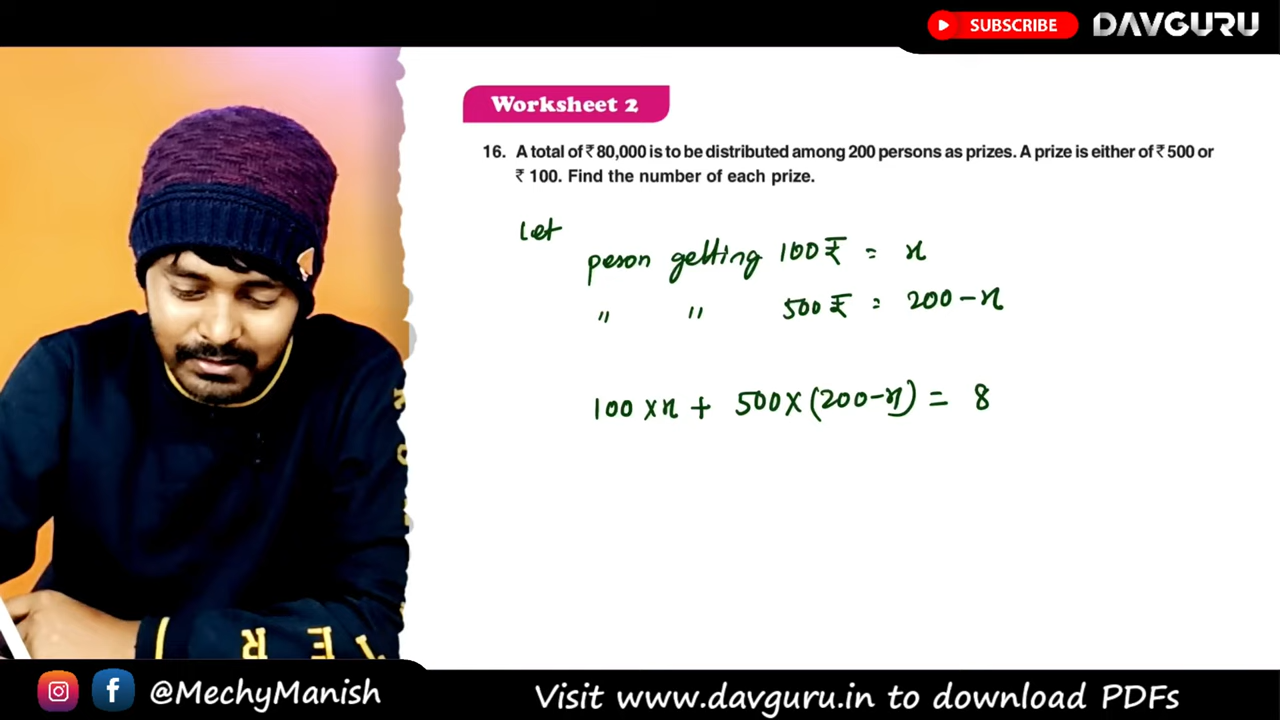 SUBSCRIBE DAVGURU
Worksheet 2
16. A total of ₹ 80,000 is to be distributed among 200 persons as prizes. A prize is either of ₹ 500 or
₹ 100. Find the number of each prize.
Let
peson getting 100 ₹ = x
" " 500 ₹ = 200 - x
100 × x + 500 × (200 - x) = 8
TER
@MechyManish
Visit www.davguru.in to download PDFs